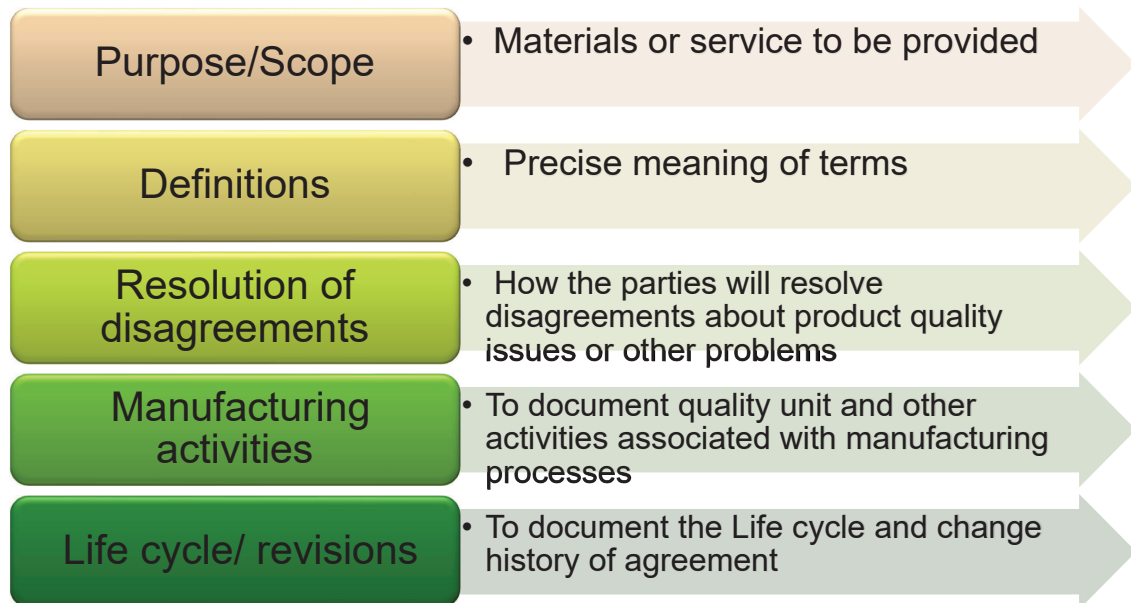 Purpose/Scope
• Materials or service to be provided
Definitions
• Precise meaning of terms
Resolution of
disagreements
• How the parties will resolve
disagreements about product quality
issues or other problems
Manufacturing
activities
• To document quality unit and other
activities associated with manufacturing
processes
Life cycle/ revisions
• To document the Life cycle and change
history of agreement